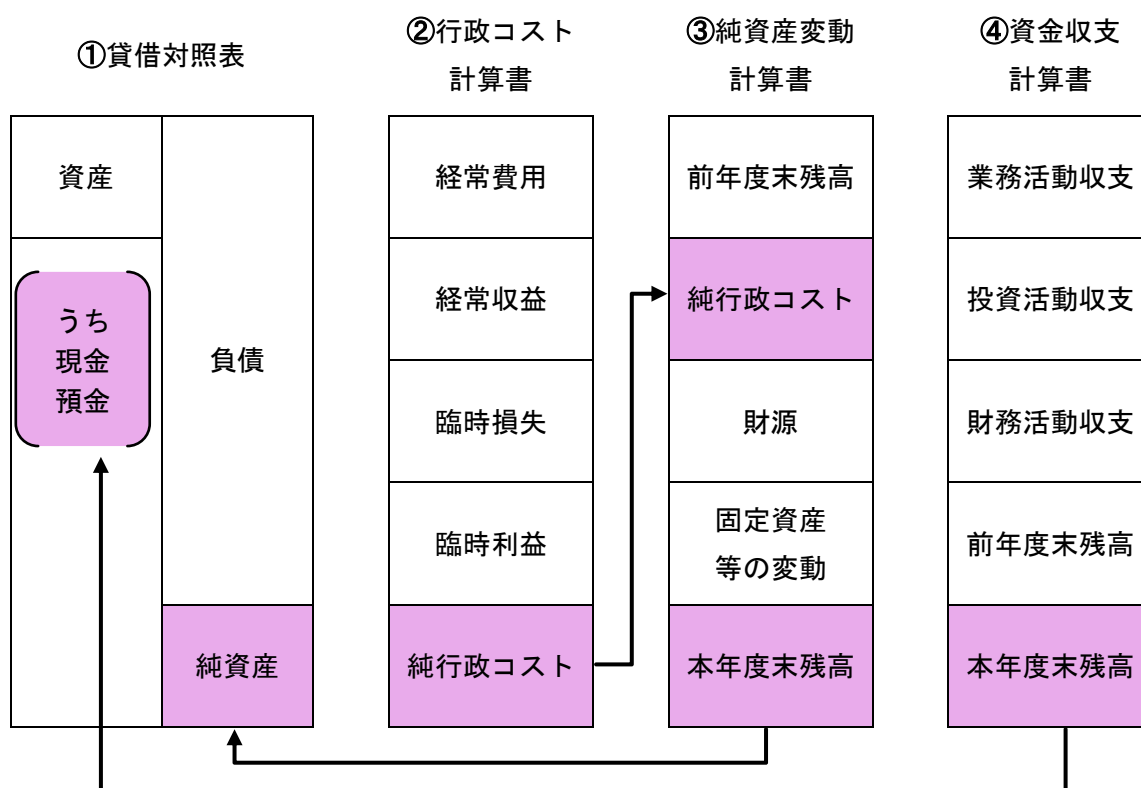 ①貸借対照表
②行政コスト
計算書
③純資産変動
計算書
④資金収支
計算書
資産
うち
現金
預金
負債
純資産
経常費用
経常収益
臨時損失
臨時利益
純行政コスト
前年度末残高
純行政コスト
財源
固定資産
等の変動
本年度末残高
業務活動収支
投資活動収支
財務活動収支
前年度末残高
本年度末残高